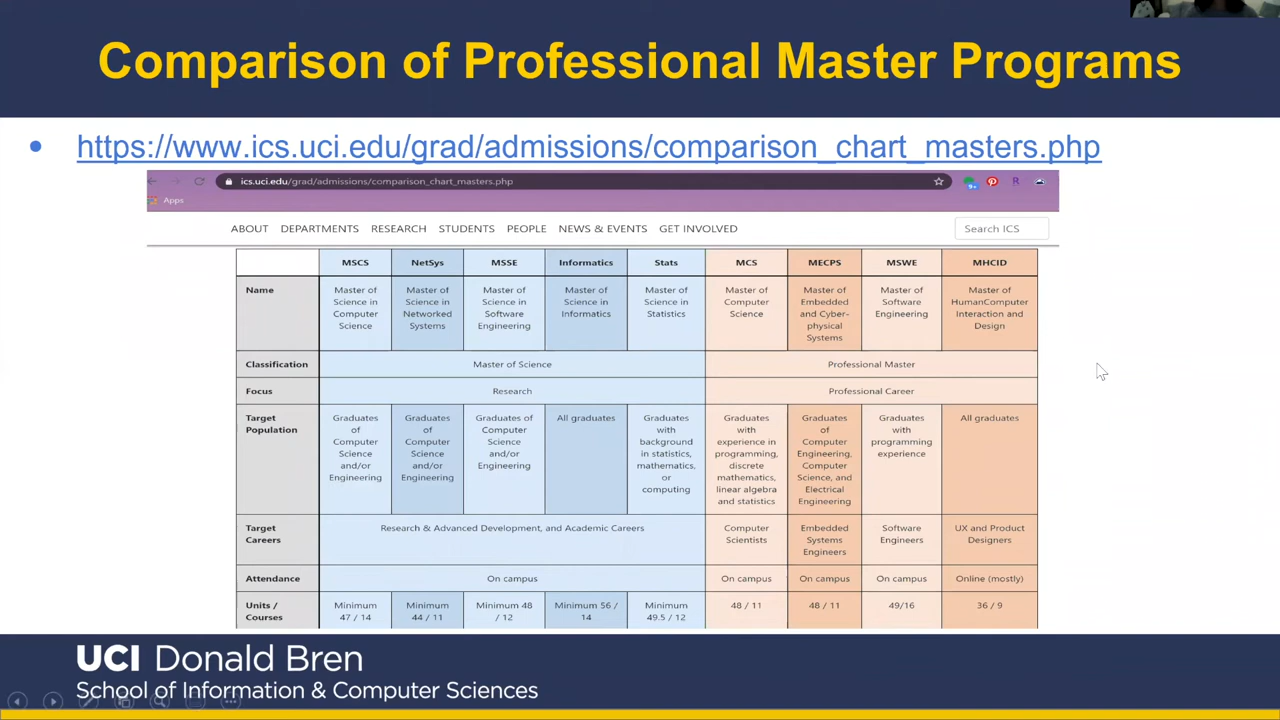 Comparison of Professional Master Programs
• https://www.ics.uci.edu/grad/admissions/comparison_chart_masters.php
ics.uci.edu/grad/admissions/comparison_chart_masters.php
Apps
ABOUT DEPARTMENTS RESEARCH STUDENTS PEOPLE NEWS & EVENTS GET INVOLVED Search ICS
MSCS NetSys MSSE Informatics Stats MCS MECPS MSWE MHCID
Name
Master of
Science in
Computer
Science
Master of
Science in
Networked
Systems
Master of
Science in
Software
Engineering
Master of
Science in
Informatics
Master of
Science in
Statistics
Master of
Computer
Science
Master of
Embedded
and Cyber-
physical
Systems
Master of
Software
Engineering
Master of
HumanComputer
Interaction and
Design
Classification Master of Science Professional Master
Focus Research Professional Career
Target
Population
Graduates
of
Computer
Science
and/or
Engineering
Graduates
of
Computer
Science
and/or
Engineering
Graduates of
Computer
Science
and/or
Engineering
All graduates
Graduates
with
background
in statistics,
mathematics,
or
computing
Graduates
with
experience in
programming,
discrete
mathematics,
linear algebra
and statistics
Graduates
of
Computer
Engineering,
Computer
Science, and
Electrical
Engineering
Graduates
with
programming
experience
All graduates
Target
Careers
Research & Advanced Development, and Academic Careers
Computer
Scientists
Embedded
Systems
Engineers
Software
Engineers
UX and Product
Designers
Attendance On campus On campus On campus On campus Online (mostly)
Units /
Courses
Minimum
47 / 14
Minimum
44 / 11
Minimum 48
/ 12
Minimum 56 /
14
Minimum
49.5 / 12
48 / 11
48 / 11
49/16
36 / 9
UCI Donald Bren
School of Information & Computer Sciences